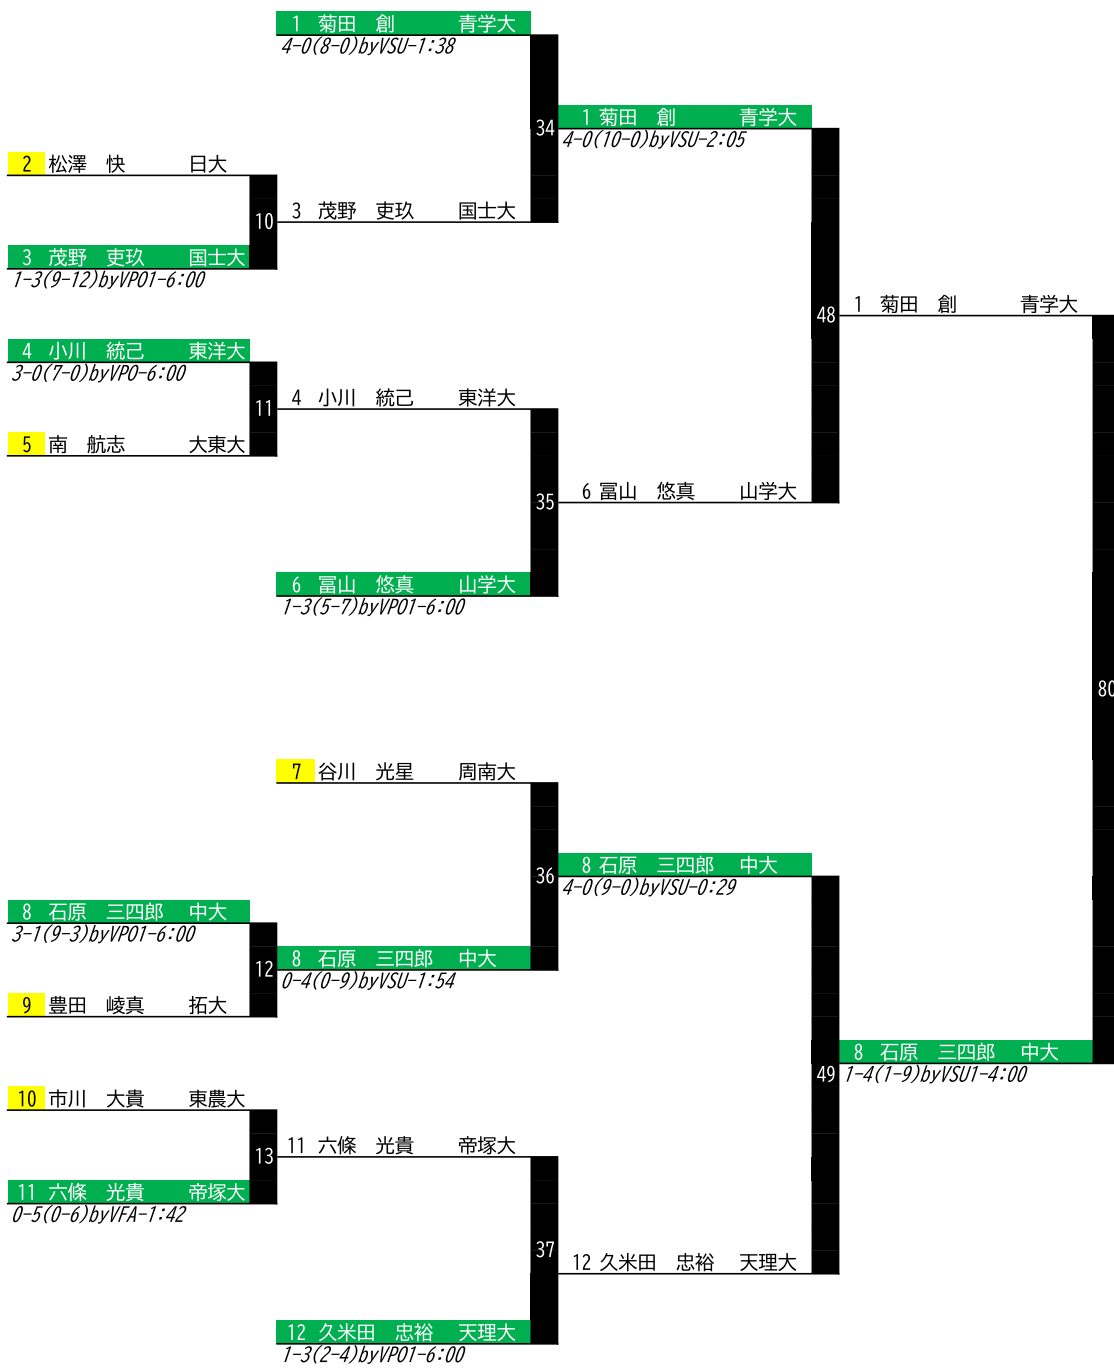 1 菊田 創 青学大
4-0(8-0)byVSU-1:38
34
1 菊田 創 青学大
4-0(10-0)byVSU-2:05
2 松澤 快 日大
10
3 茂野 吏玖 国士大
3 茂野 吏玖 国士大
1-3(9-12)byVPO1-6:00
48
1 菊田 創 青学大
4 小川 統己 東洋大
3-0(7-0)byVPO-6:00
11
4 小川 統己 東洋大
5 南 航志 大東大
35
6 冨山 悠真 山学大
6 冨山 悠真 山学大
1-3(5-7)byVPO1-6:00
80
7 谷川 光星 周南大
36
8 石原 三四郎 中大
4-0(9-0)byVSU-0:29
8 石原 三四郎 中大
3-1(9-3)byVPO1-6:00
12
8 石原 三四郎 中大
0-4(0-9)byVSU-1:54
9 豊田 崚真 拓大
49
8 石原 三四郎 中大
1-4(1-9)byVSU1-4:00
10 市川 大貴 東農大
13
11 六條 光貴 帝塚大
11 六條 光貴 帝塚大
0-5(0-6)byVFA-1:42
37
12 久米田 忠裕 天理大
12 久米田 忠裕 天理大
1-3(2-4)byVPO1-6:00